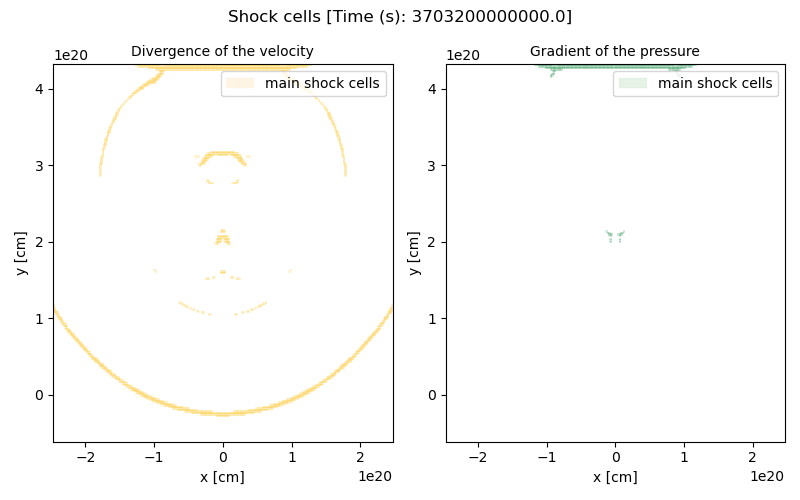 Shock cells [Time (s): 3703200000000.0]
Divergence of the velocity
1e20
main shock cells
4
3
2
1
0
y [cm]
−2
−1
0
1
2
x [cm]
1e20
Gradient of the pressure
1e20
main shock cells
4
3
2
1
0
y [cm]
−2
−1
0
1
2
x [cm]
1e20